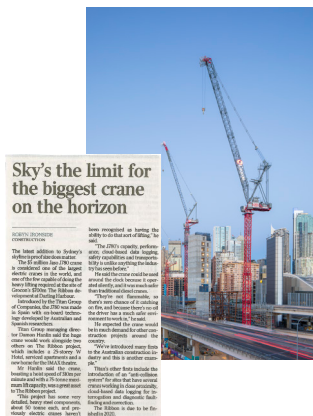 Sky's the limit for
the biggest crane
on the horizon
ROBYN IRONSIDE
CONSTRUCTION
The latest addition to Sydney's
skyline is proof size does matter.
The $5 million Jaso J780 crane
is considered one of the largest
electric cranes in the world, and
one of the few capable of doing the
heavy lifting required at the site of
Grocon's $700m The Ribbon de-
velopment at Darling Harbour.
Introduced by the Titan Group
of Companies, the J780 was made
in Spain with on-board techno-
logy developed by Australian and
Spanish researchers.
Titan Group managing direc-
tor Damon Hanlin said the huge
crane would work alongside two
others on The Ribbon project,
which includes a 25-storey W
Hotel, serviced apartments and a
new home for the IMAX theatre.
Mr Hanlin said the crane,
boasting a hoist speed of 310m per
minute and with a 75-tonne maxi-
mum lift capacity, was a great asset
to The Ribbon project.
"This project has some very
detailed, heavy steel components,
about 50 tonne each, and pre-
viously electric cranes haven't
been recognised as having the
ability to do that sort of lifting," he
said.
"The J780's capacity, perform-
ance, cloud-based data logging,
safety capabilities and transporta-
bility is unlike anything the indus-
try has seen before."
He said the crane could be used
around the clock because it oper-
ated silently, and it was much safer
than traditional diesel cranes.
"They're not flammable, so
there's zero chance of it catching
on fire, and because there's no oil
the driver has a much safer envi-
ronment to work in," he said.
He expected the crane would
be in much demand for other con-
struction projects around the
country.
"We've introduced many firsts
to the Australian construction in-
dustry and this is another exam-
ple."
Titan's other firsts include the
introduction of an "anti-collision
system" for sites that have several
cranes working in close proximity,
cloud-based data logging for in-
terrogation and diagnostic fault-
finding and correction.
The Ribbon is due to be fin-
ished in 2020.